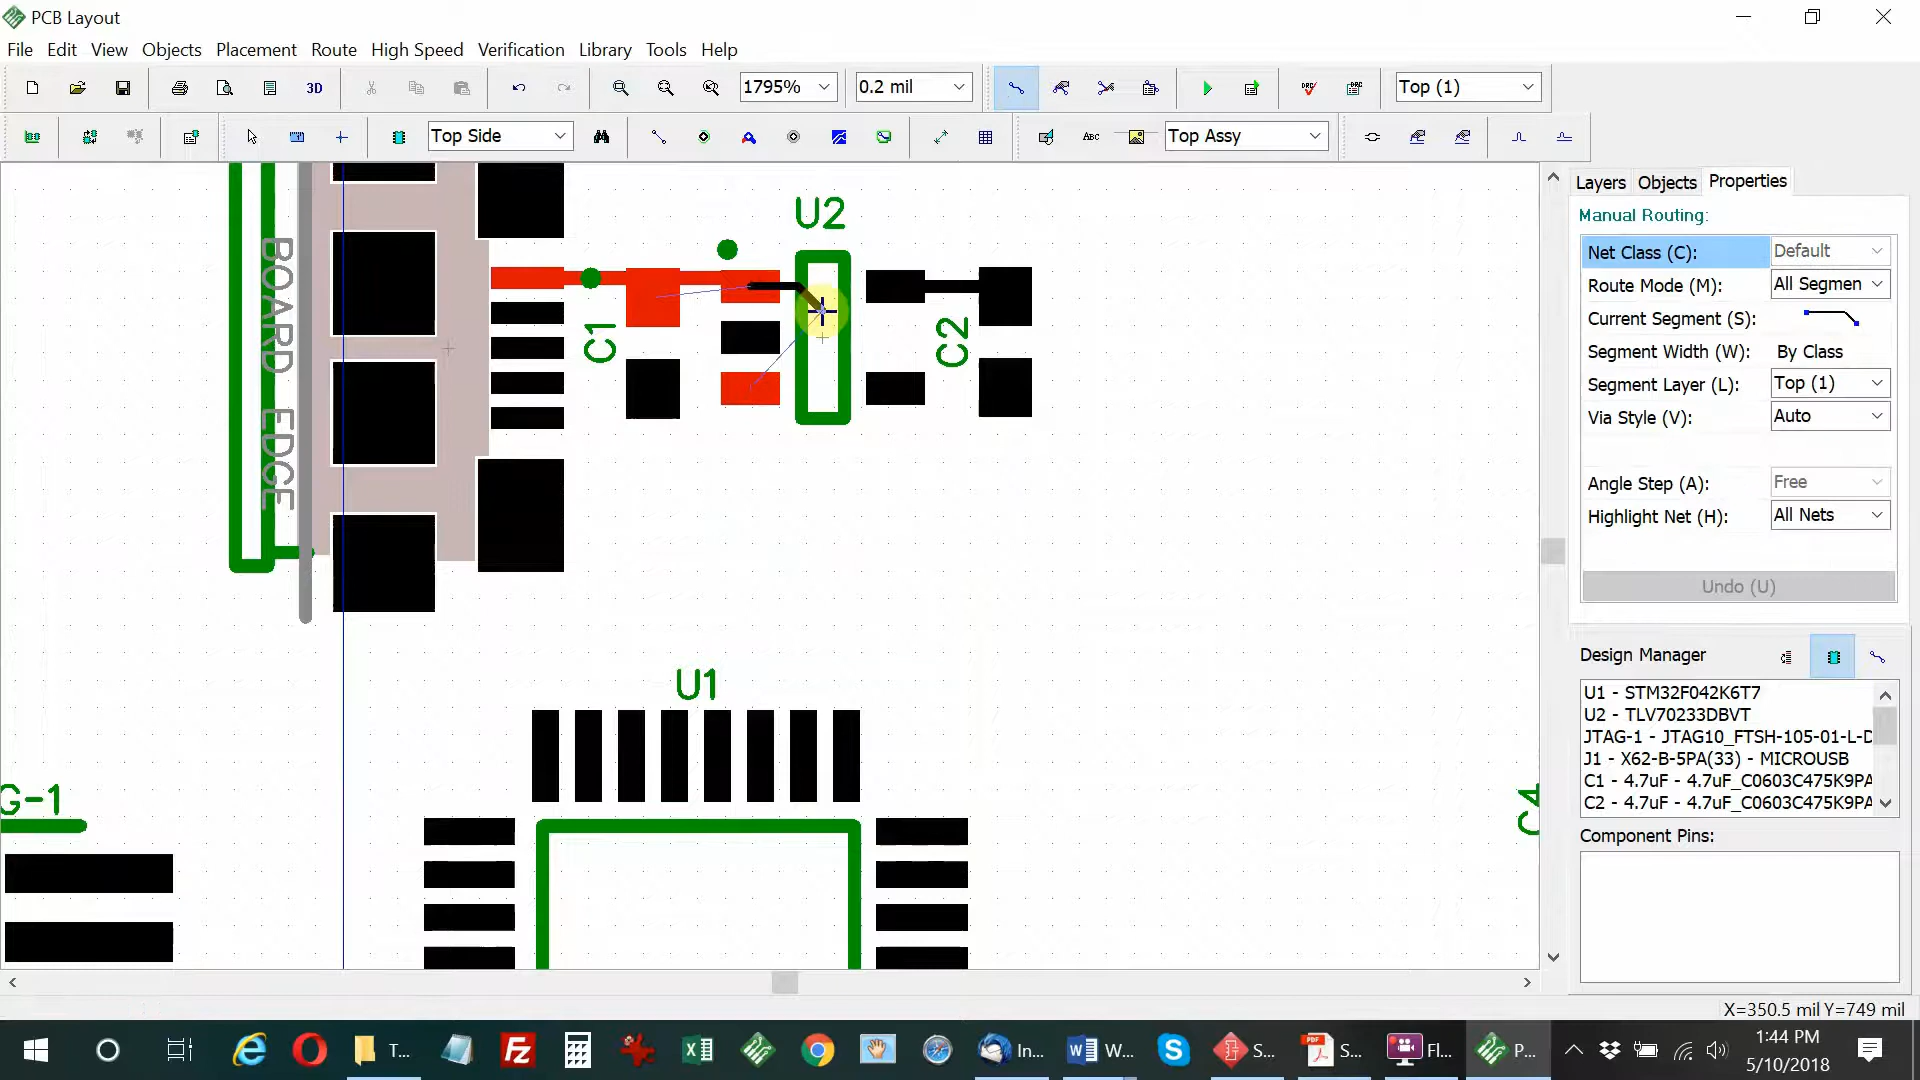 PCB Layout
File Edit View Objects Placement Route High Speed Verification Library Tools Help
3D 1795% 0.2 mil Top (1)
Top Side ABC Top Assy
Layers Objects Properties
Manual Routing:
Net Class (C): Default
Route Mode (M): All Segmen
Current Segment (S):
Segment Width (W): By Class
Segment Layer (L): Top (1)
Via Style (V): Auto
Angle Step (A): Free
Highlight Net (H): All Nets
Undo (U)
Design Manager
U1 - STM32F042K6T7
U2 - TLV70233DBVT
JTAG-1 - JTAG10_FTSH-105-01-L-D
J1 - X62-B-5PA(33) - MICROUSB
C1 - 4.7uF - 4.7uF_C0603C475K9PA
C2 - 4.7uF - 4.7uF_C0603C475K9PA
Component Pins:
BOARD EDGE
U2
C1
C2
U1
G-1
C4
X=350.5 mil Y=749 mil
T...
In...
W...
S...
S...
Fl...
P...
1:44 PM
5/10/2018